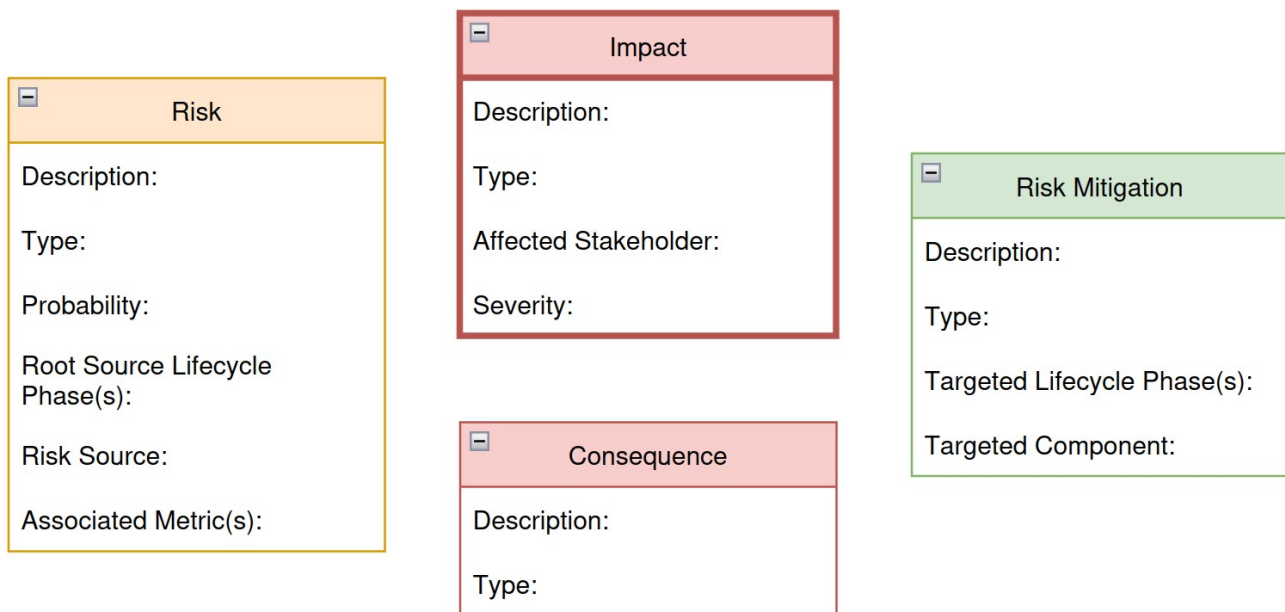 Risk
Description:
Type:
Probability:
Root Source Lifecycle
Phase(s):
Risk Source:
Associated Metric(s):
Impact
Description:
Type:
Affected Stakeholder:
Severity:
Consequence
Description:
Type:
Risk Mitigation
Description:
Type:
Targeted Lifecycle Phase(s):
Targeted Component: